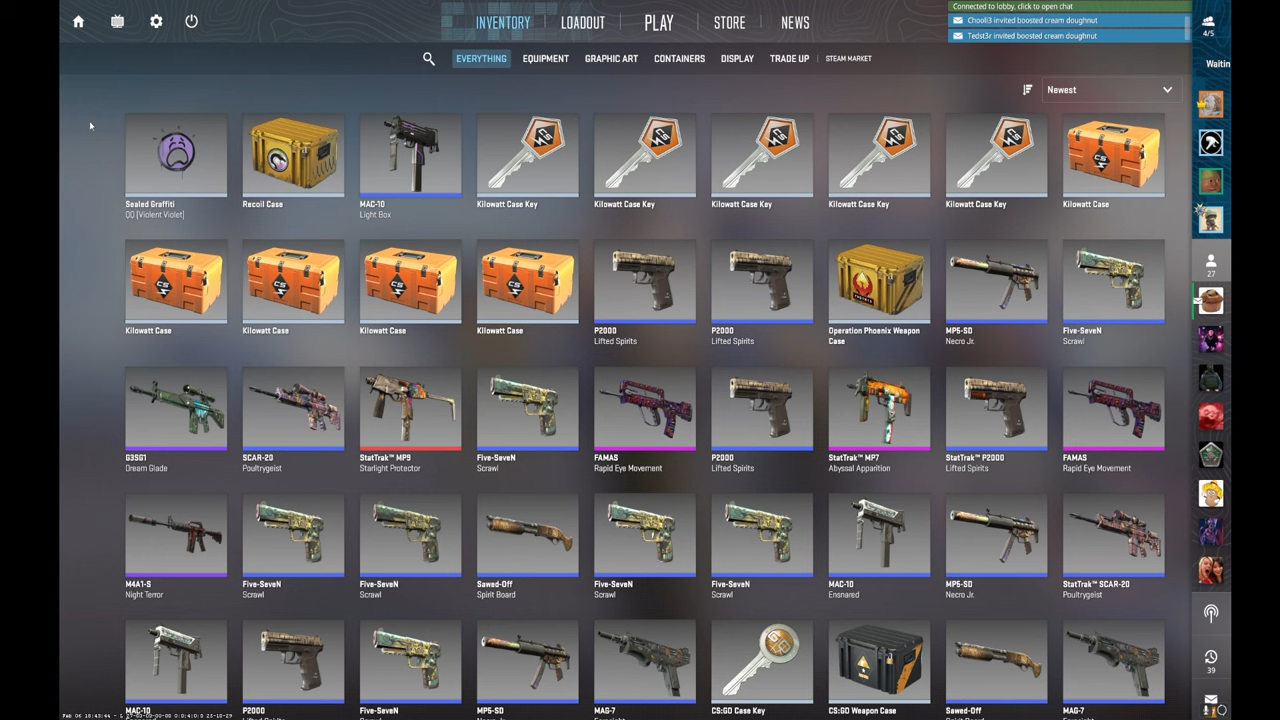 INVENTORY
LOADOUT
PLAY
STORE
NEWS
Connected to lobby, click to open chat
Chooli3 invited boosted cream doughnut
Tedst3r invited boosted cream doughnut
4/5
Waitin
EVERYTHING
EQUIPMENT
GRAPHIC ART
CONTAINERS
DISPLAY
TRADE UP
STEAM MARKET
Newest
Sealed Graffiti
QQ (Violent Violet)
Recoil Case
MAC-10
Light Box
Kilowatt Case Key
Kilowatt Case Key
Kilowatt Case Key
Kilowatt Case Key
Kilowatt Case Key
Kilowatt Case
Kilowatt Case
Kilowatt Case
Kilowatt Case
Kilowatt Case
P2000
Lifted Spirits
P2000
Lifted Spirits
Operation Phoenix Weapon
Case
MP5-SD
Necro Jr.
Five-SeveN
Scrawl
27
G3SG1
Dream Glade
SCAR-20
Poultrygeist
StatTrak™ MP9
Starlight Protector
Five-SeveN
Scrawl
FAMAS
Rapid Eye Movement
P2000
Lifted Spirits
StatTrak™ MP7
Abyssal Apparition
StatTrak™ P2000
Lifted Spirits
FAMAS
Rapid Eye Movement
M4A1-S
Night Terror
Five-SeveN
Scrawl
Five-SeveN
Scrawl
Sawed-Off
Spirit Board
Five-SeveN
Scrawl
Five-SeveN
Scrawl
MAC-10
Ensnared
MP5-SD
Necro Jr.
StatTrak™ SCAR-20
Poultrygeist
MAC-10
P2000
Five-SeveN
MP5-SD
MAG-7
CS:GO Case Key
CS:GO Weapon Case
Sawed-Off
MAG-7
39